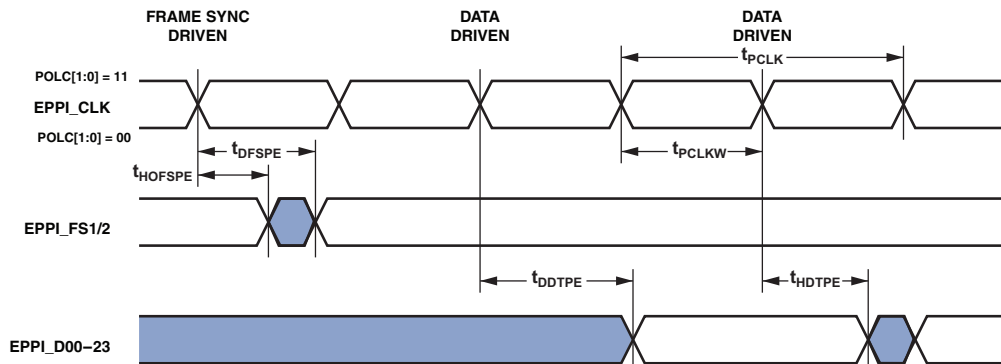 FRAME SYNC
DRIVEN
DATA
DRIVEN
DATA
DRIVEN
tPCLK
POLC[1:0] = 11
EPPI_CLK
POLC[1:0] = 00
tDFSPE
tPCLKW
tHOFSPE
EPPI_FS1/2
tDDTPE
tHDTPE
EPPI_D00–23